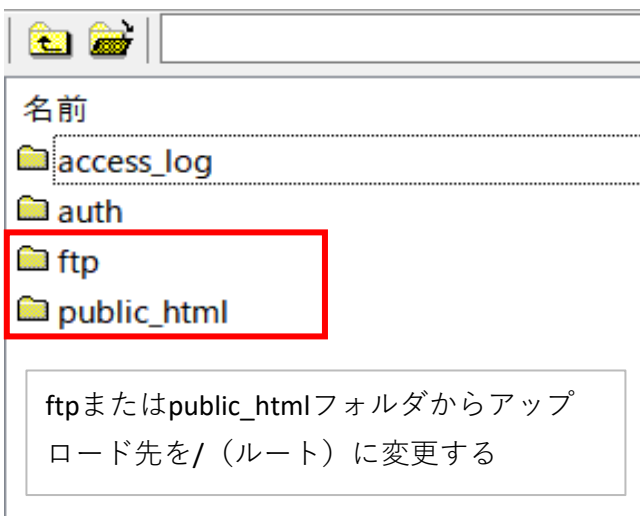 名前
access_log
auth
ftp
public_html
ftpまたはpublic_htmlフォルダからアップ
ロード先を/（ルート）に変更する